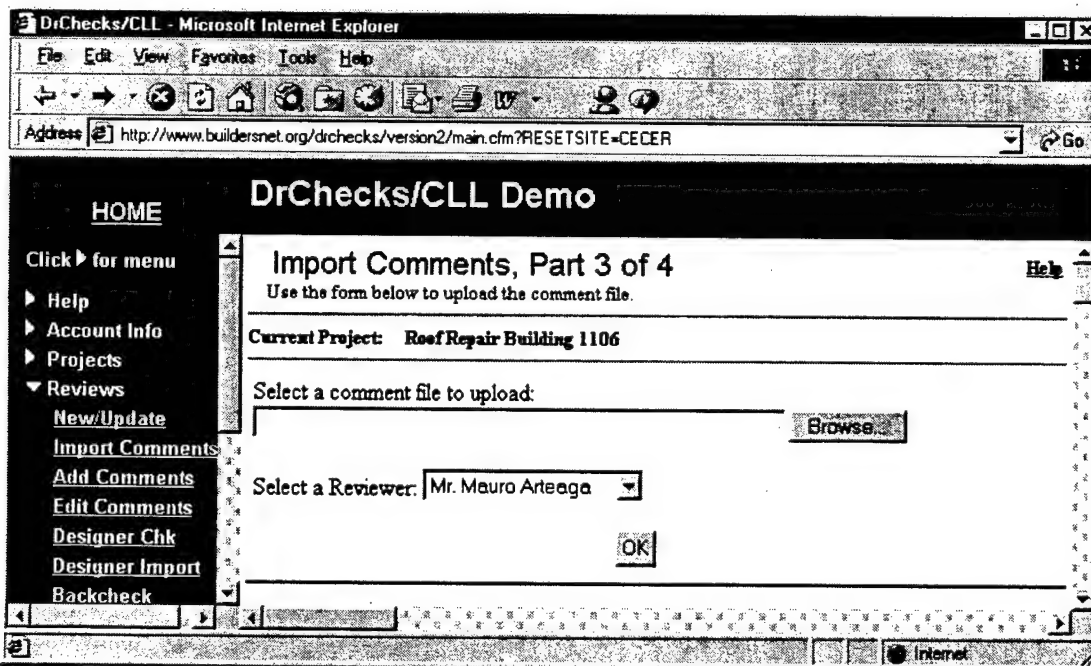 DrChecks/CLL - Microsoft Internet Explorer
File Edit View Favorites Tools Help
Address http://www.buildersnet.org/drchecks/version2/main.cfm?RESETSITE=CECER Go
HOME
DrChecks/CLL Demo
Click for menu
Help
Account Info
Projects
Reviews
New/Update
Import Comments
Add Comments
Edit Comments
Designer Chk
Designer Import
Backcheck
Import Comments, Part 3 of 4
Help
Use the form below to upload the comment file.
Current Project: Roof Repair Building 1106
Select a comment file to upload:
Browse...
Select a Reviewer: Mr. Mauro Arteaga
OK
Internet